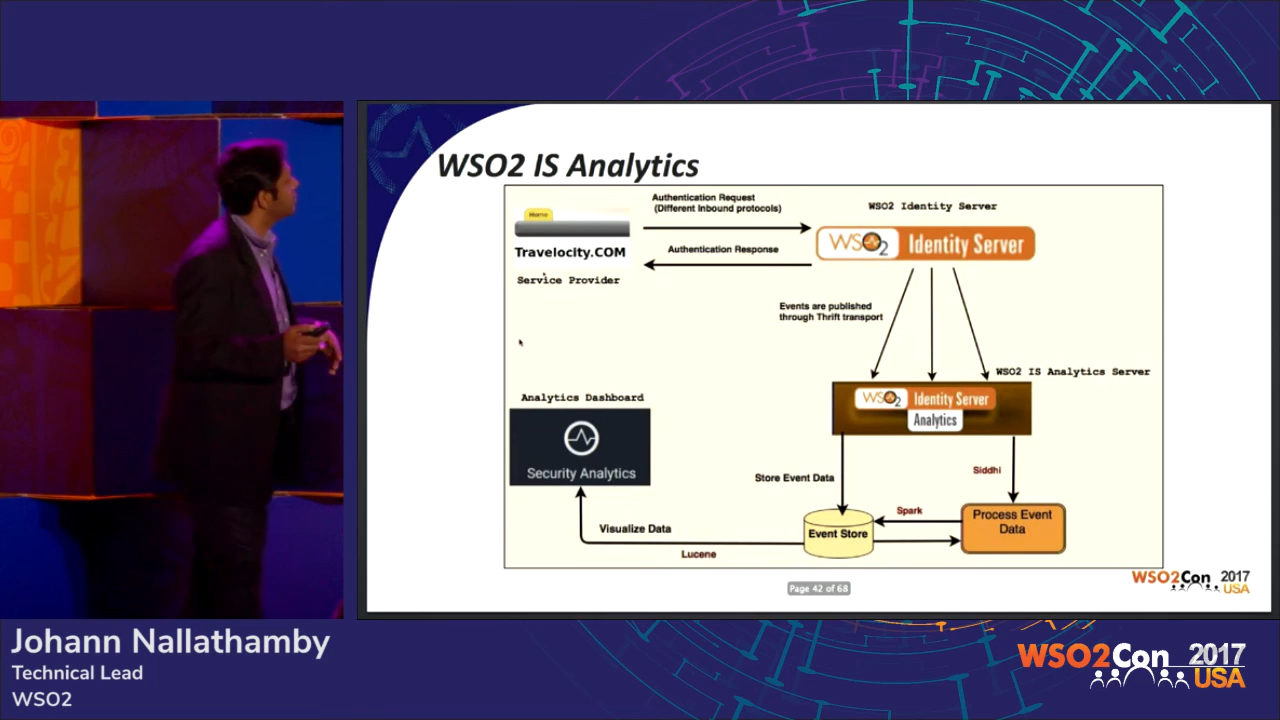 WSO2 IS Analytics
Authentication Request
(Different Inbound protocols)
WSO2 Identity Server
Home
WSO2 Identity Server
Travelocity.COM
Authentication Response
Service Provider
Events are published
through Thrift transport
WSO2 IS Analytics Server
Analytics Dashboard
WSO2 Identity Server
Analytics
Security Analytics
Siddhi
Store Event Data
Spark
Process Event
Data
Visualize Data
Event Store
Lucene
Page 42 of 68
WSO2Con 2017
USA
Johann Nallathamby
Technical Lead
WSO2
WSO2Con 2017
USA